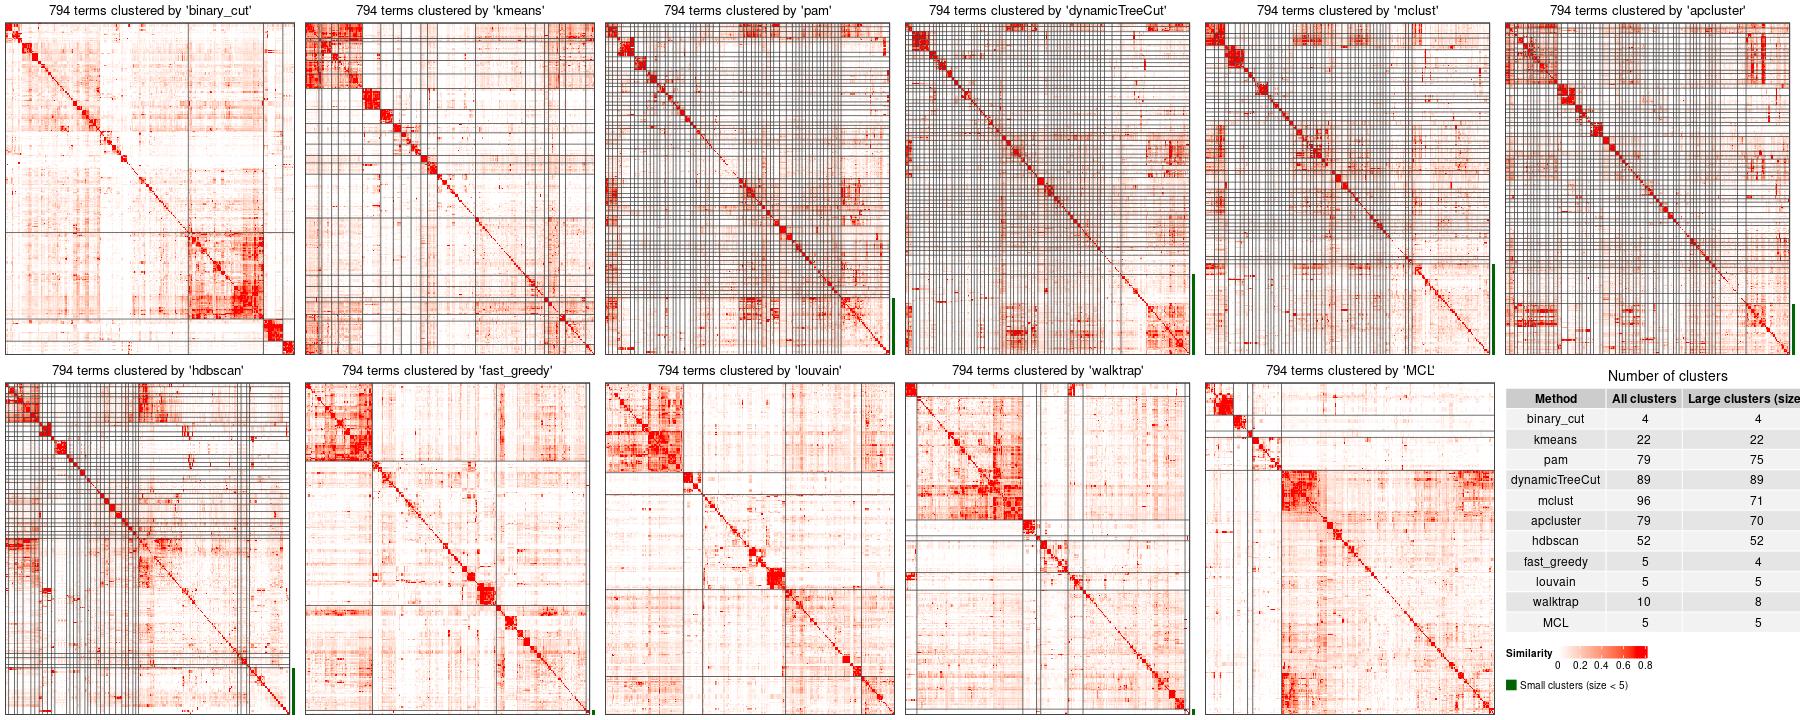 794 terms clustered by 'binary_cut'
794 terms clustered by 'kmeans'
794 terms clustered by 'pam'
794 terms clustered by 'dynamicTreeCut'
794 terms clustered by 'mclust'
794 terms clustered by 'apcluster'
794 terms clustered by 'hdbscan'
794 terms clustered by 'fast_greedy'
794 terms clustered by 'louvain'
794 terms clustered by 'walktrap'
794 terms clustered by 'MCL'
Number of clusters
Method All clusters Large clusters (size
binary_cut 4 4
kmeans 22 22
pam 79 75
dynamicTreeCut 89 89
mclust 96 71
apcluster 79 70
hdbscan 52 52
fast_greedy 5 4
louvain 5 5
walktrap 10 8
MCL 5 5
Similarity
0 0.2 0.4 0.6 0.8
Small clusters (size < 5)